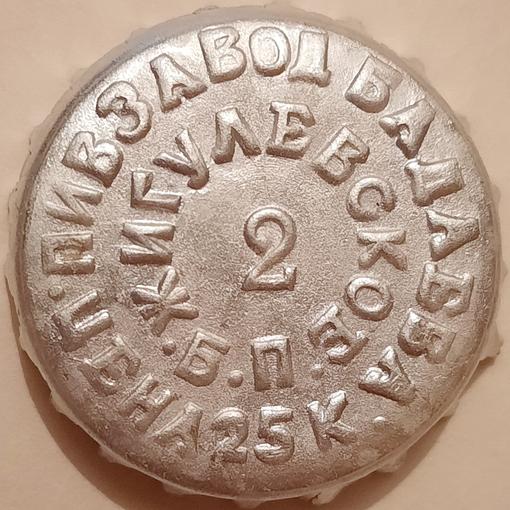 ПИВЗАВОД БАДАЕВА
ЦЕНА 25 К.
ЖИГУЛЕВСКОЕ
Б.П.
2